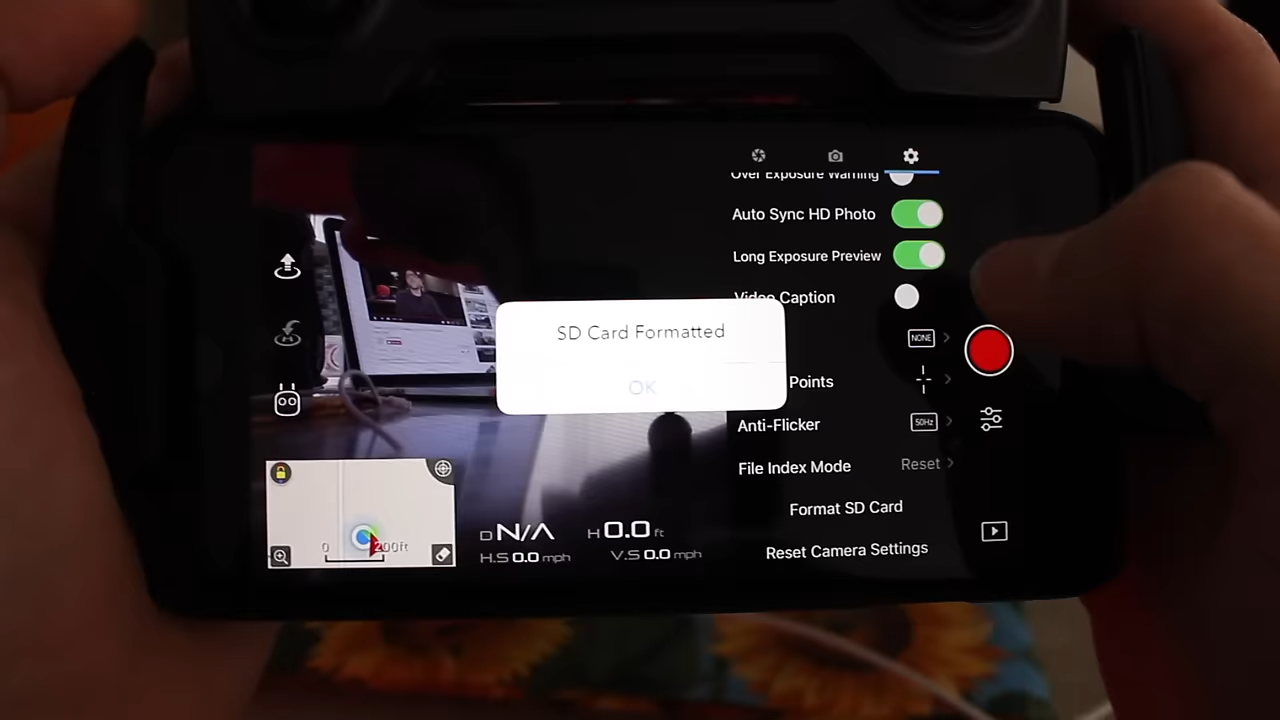 Over Exposure Warning
Auto Sync HD Photo
Long Exposure Preview
Video Caption
SD Card Formatted
OK
NONE
Points
Anti-Flicker
50Hz
File Index Mode
Reset
Format SD Card
Reset Camera Settings
0
200ft
D N/A
H 0.0 ft
H.S 0.0 mph
V.S 0.0 mph